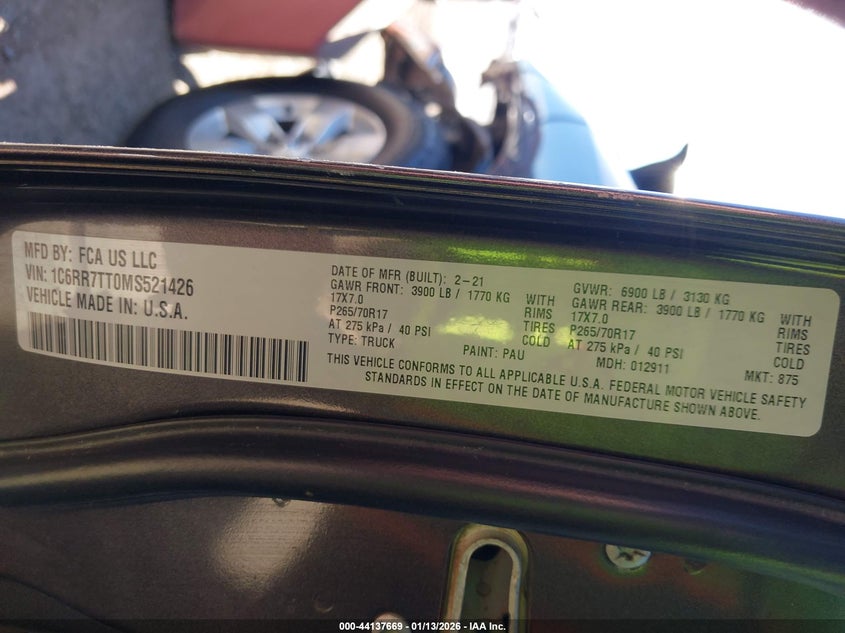 MFD BY: FCA US LLC
VIN: 1C6RR7TT0MS521426
VEHICLE MADE IN: U.S.A.
DATE OF MFR (BUILT): 2-21
GAWR FRONT: 3900 LB / 1770 KG WITH
17X7.0 RIMS
P265/70R17 TIRES
AT 275 kPa / 40 PSI COLD
TYPE: TRUCK
PAINT: PAU
GVWR: 6900 LB / 3130 KG
GAWR REAR: 3900 LB / 1770 KG WITH
17X7.0 RIMS
P265/70R17 TIRES
AT 275 kPa / 40 PSI COLD
MDH: 012911
MKT: 875
THIS VEHICLE CONFORMS TO ALL APPLICABLE U.S.A. FEDERAL MOTOR VEHICLE SAFETY
STANDARDS IN EFFECT ON THE DATE OF MANUFACTURE SHOWN ABOVE.
000-44137669 - 01/13/2026 - IAA Inc.